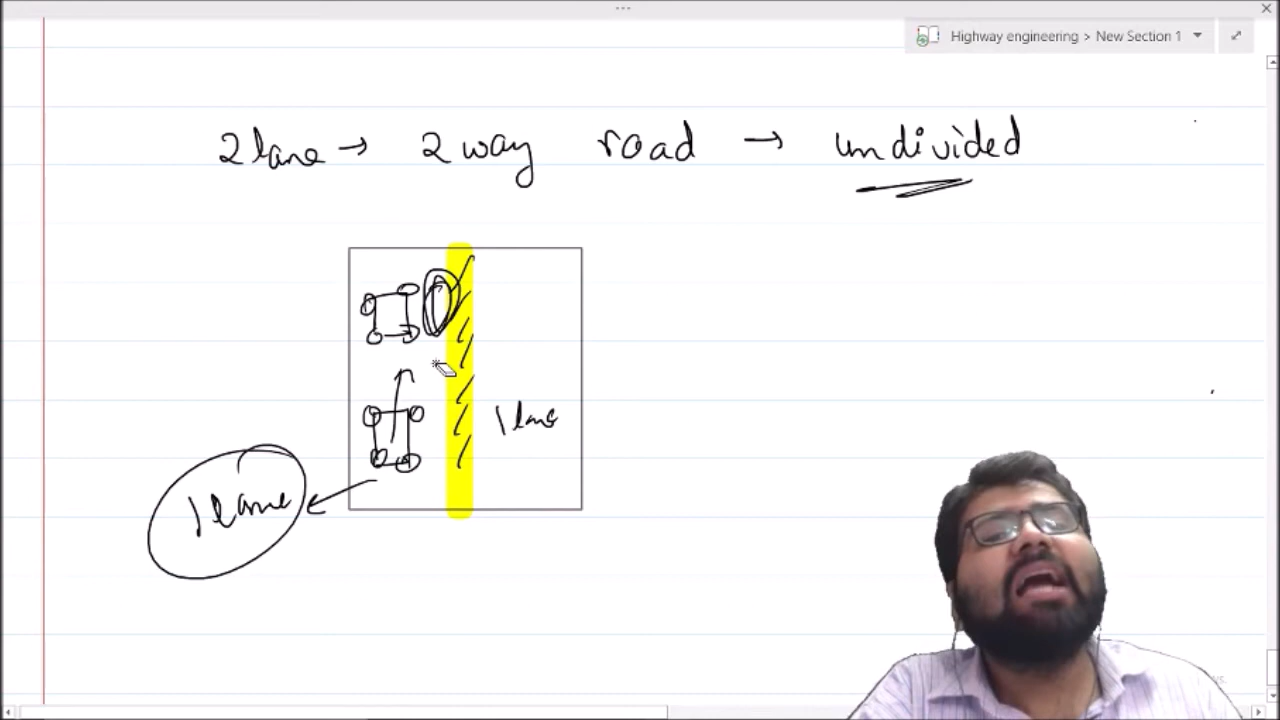 Highway engineering > New Section 1
2 lane → 2 way road → undivided
1 lane
1 lane